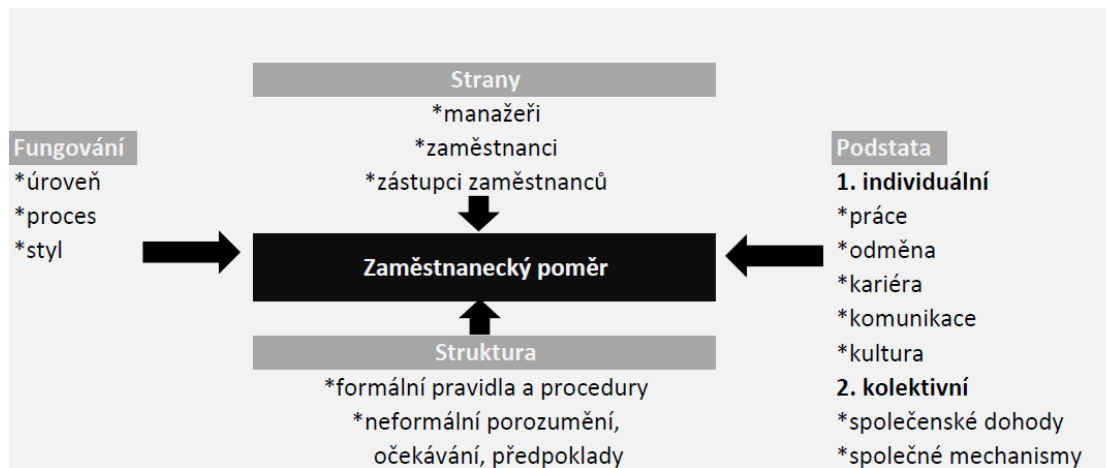 Strany
*manažeři
*zaměstnanci
*zástupci zaměstnanců
Fungování
*úroveň
*proces
*styl
Zaměstnanecký poměr
Struktura
*formální pravidla a procedury
*neformální porozumění,
očekávání, předpoklady
Podstata
1. individuální
*práce
*odměna
*kariéra
*komunikace
*kultura
2. kolektivní
*společenské dohody
*společné mechanismy